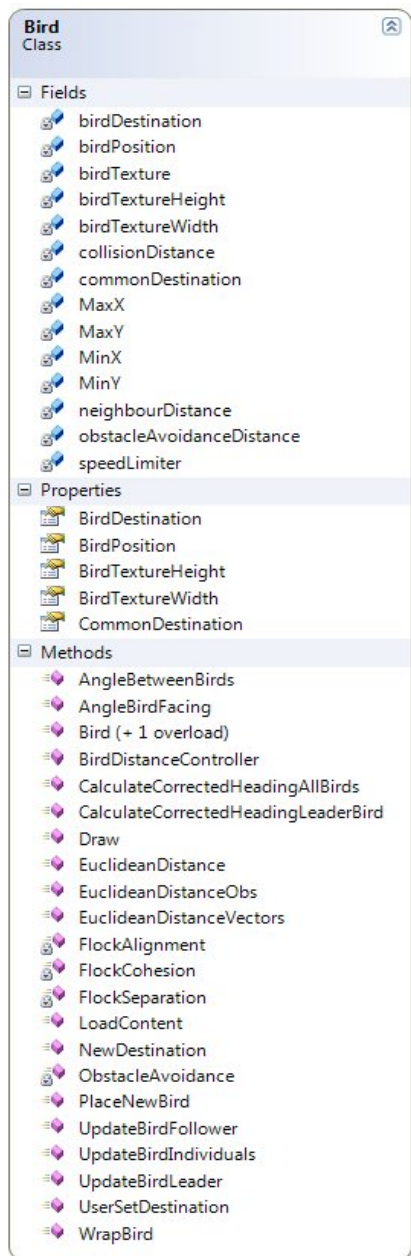 Bird
Class
Fields
birdDestination
birdPosition
birdTexture
birdTextureHeight
birdTextureWidth
collisionDistance
commonDestination
MaxX
MaxY
MinX
MinY
neighbourDistance
obstacleAvoidanceDistance
speedLimiter
Properties
BirdDestination
BirdPosition
BirdTextureHeight
BirdTextureWidth
CommonDestination
Methods
AngleBetweenBirds
AngleBirdFacing
Bird (+ 1 overload)
BirdDistanceController
CalculateCorrectedHeadingAllBirds
CalculateCorrectedHeadingLeaderBird
Draw
EuclideanDistance
EuclideanDistanceObs
EuclideanDistanceVectors
FlockAlignment
FlockCohesion
FlockSeparation
LoadContent
NewDestination
ObstacleAvoidance
PlaceNewBird
UpdateBirdFollower
UpdateBirdIndividuals
UpdateBirdLeader
UserSetDestination
WrapBird